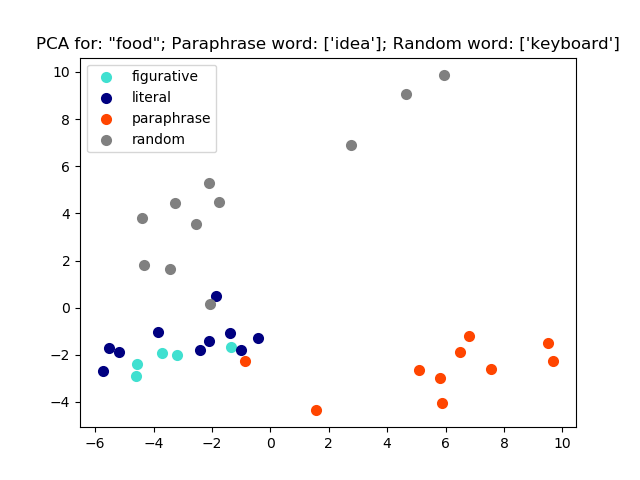 PCA for: "food"; Paraphrase word: ['idea']; Random word: ['keyboard']
figurative
literal
paraphrase
random
10
8
6
4
2
0
−2
−4
−6 −4 −2 0 2 4 6 8 10